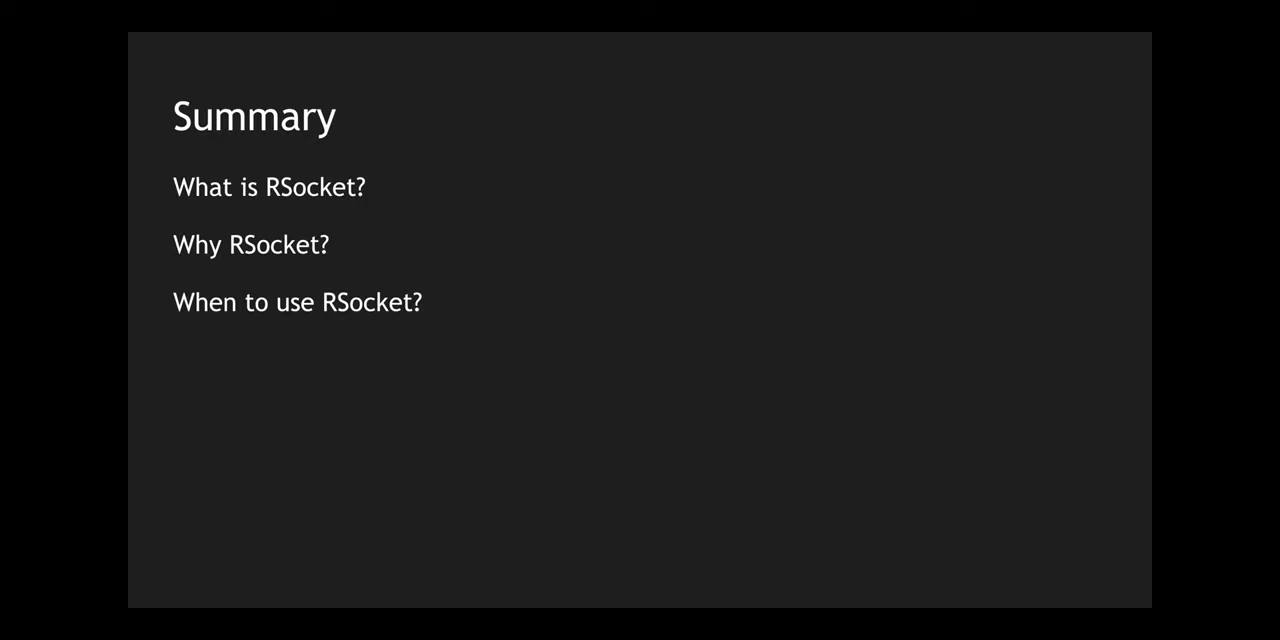 Summary
What is RSocket?
Why RSocket?
When to use RSocket?